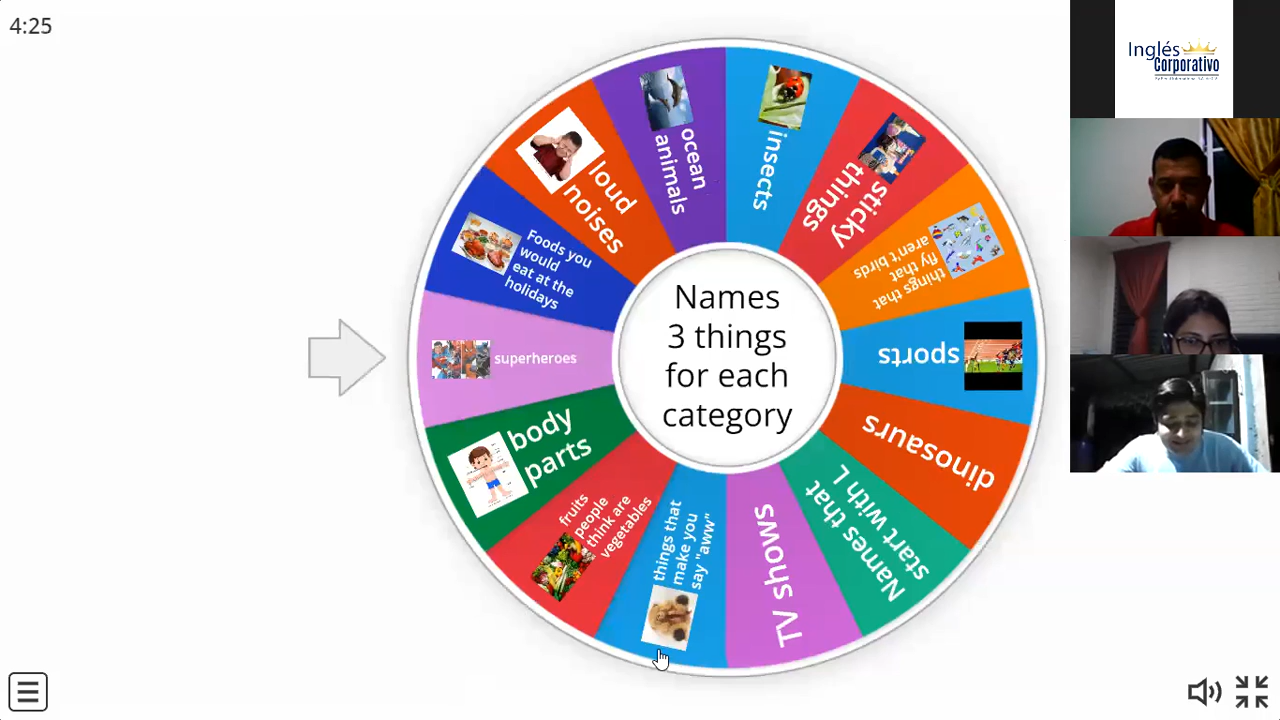 4:25
ocean
animals
insects
sticky
things
things that
fly that
aren't birds
sports
dinosaurs
Names that
start with L
TV shows
things that
make you
say "aww"
fruits
people
think are
vegetables
body
parts
superheroes
Foods you
would
eat at the
holidays
loud
noises
Names
3 things
for each
category
Inglés
Corporativo